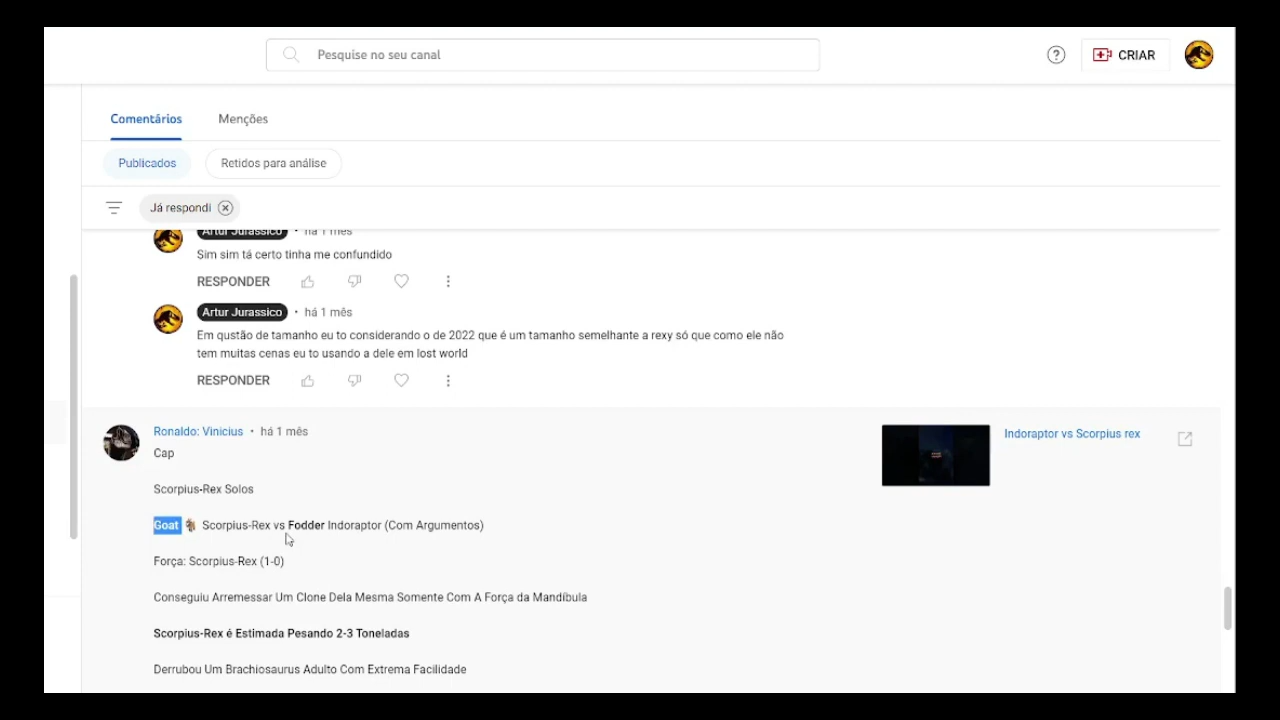 Pesquise no seu canal
CRIAR
Comentários Menções
Publicados Retidos para análise
Já respondi
Artur Jurassico • há 1 mês
Sim sim tá certo tinha me confundido
RESPONDER
Artur Jurassico • há 1 mês
Em qustão de tamanho eu to considerando o de 2022 que é um tamanho semelhante a rexy só que como ele não
tem muitas cenas eu to usando a dele em lost world
RESPONDER
Ronaldo: Vinicius • há 1 mês
Indoraptor vs Scorpius rex
Cap
Scorpius-Rex Solos
Goat 🐐 Scorpius-Rex vs Fodder Indoraptor (Com Argumentos)
Força: Scorpius-Rex (1-0)
Conseguiu Arremessar Um Clone Dela Mesma Somente Com A Força da Mandíbula
Scorpius-Rex é Estimada Pesando 2-3 Toneladas
Derrubou Um Brachiosaurus Adulto Com Extrema Facilidade